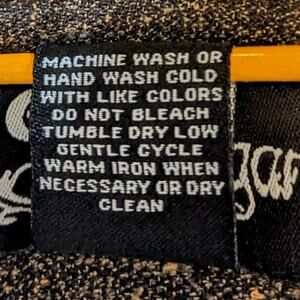 MACHINE WASH OR
HAND WASH COLD
WITH LIKE COLORS
DO NOT BLEACH
TUMBLE DRY LOW
GENTLE CYCLE
WARM IRON WHEN
NECESSARY OR DRY
CLEAN